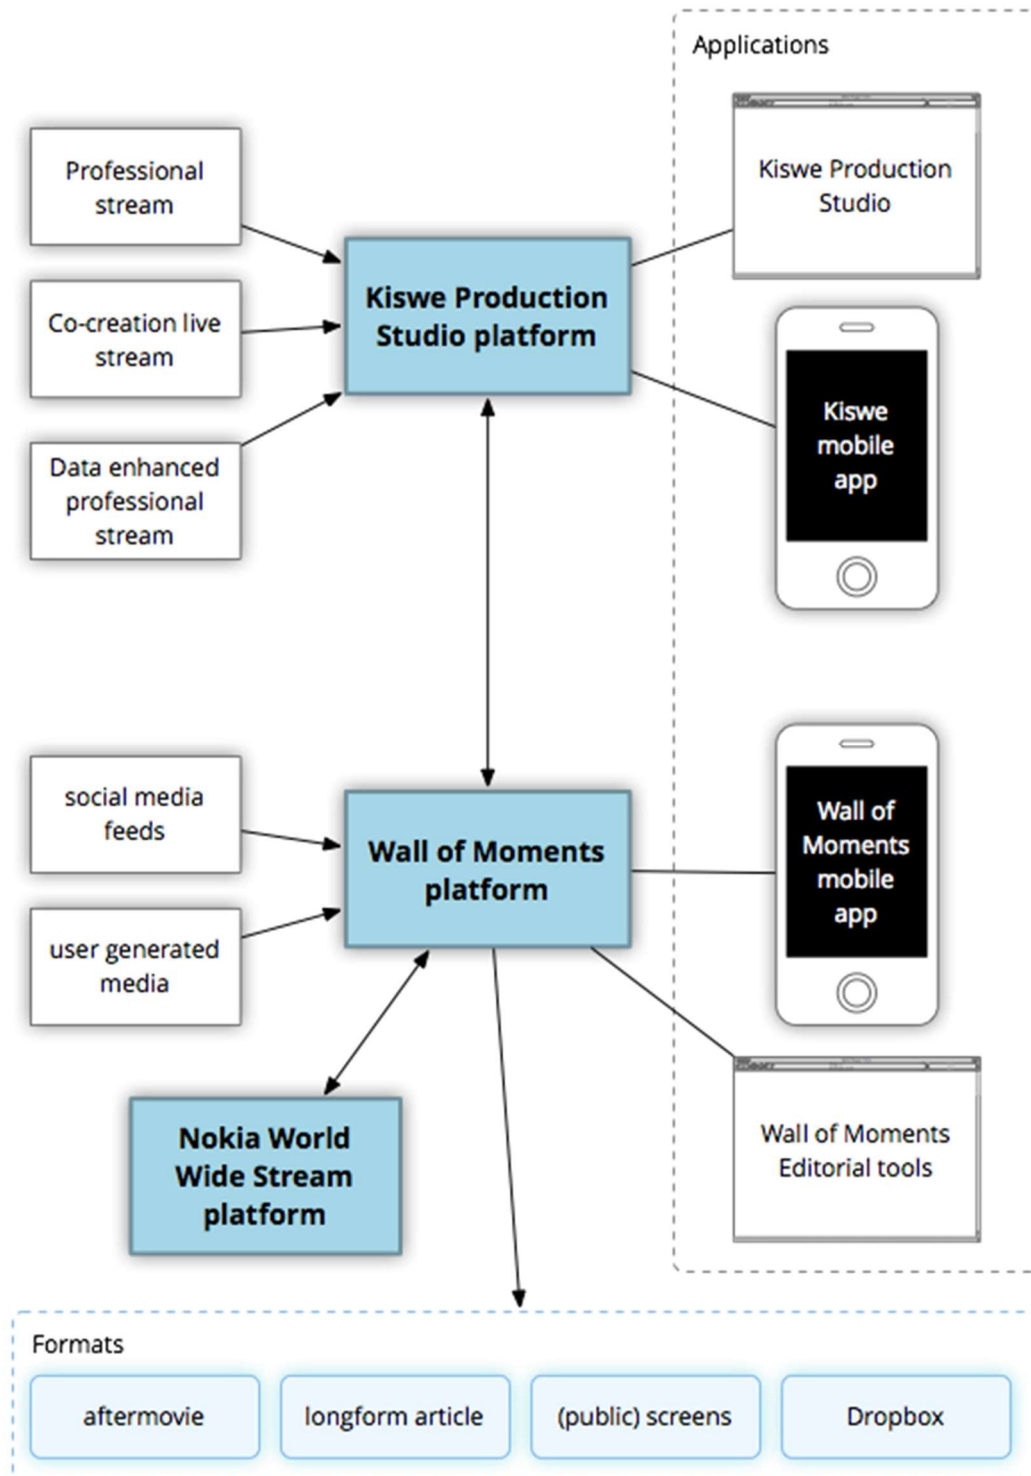 Applications
Kiswe Production
Studio
Professional
stream
Kiswe Production
Studio platform
Co-creation live
stream
Kiswe
mobile
app
Data enhanced
professional
stream
social media
feeds
Wall of Moments
platform
Wall of
Moments
mobile
app
user generated
media
Nokia World
Wide Stream
platform
Wall of Moments
Editorial tools
Formats
aftermovie
longform article
(public) screens
Dropbox